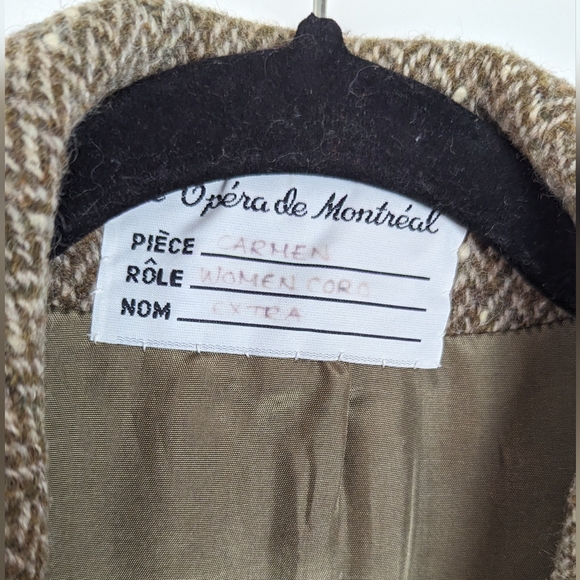 Opéra de Montréal
PIÈCE CARMEN
RÔLE WOMEN CORO
NOM EXTRA